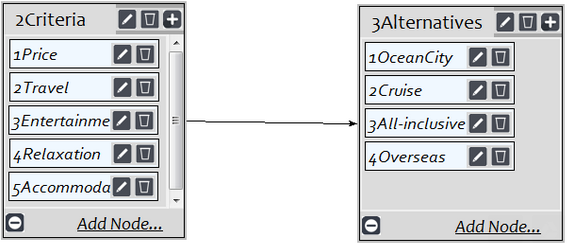 2Criteria
1Price
2Travel
3Entertainme
4Relaxation
5Accommoda
Add Node...
3Alternatives
1OceanCity
2Cruise
3All-inclusive
4Overseas
Add Node...